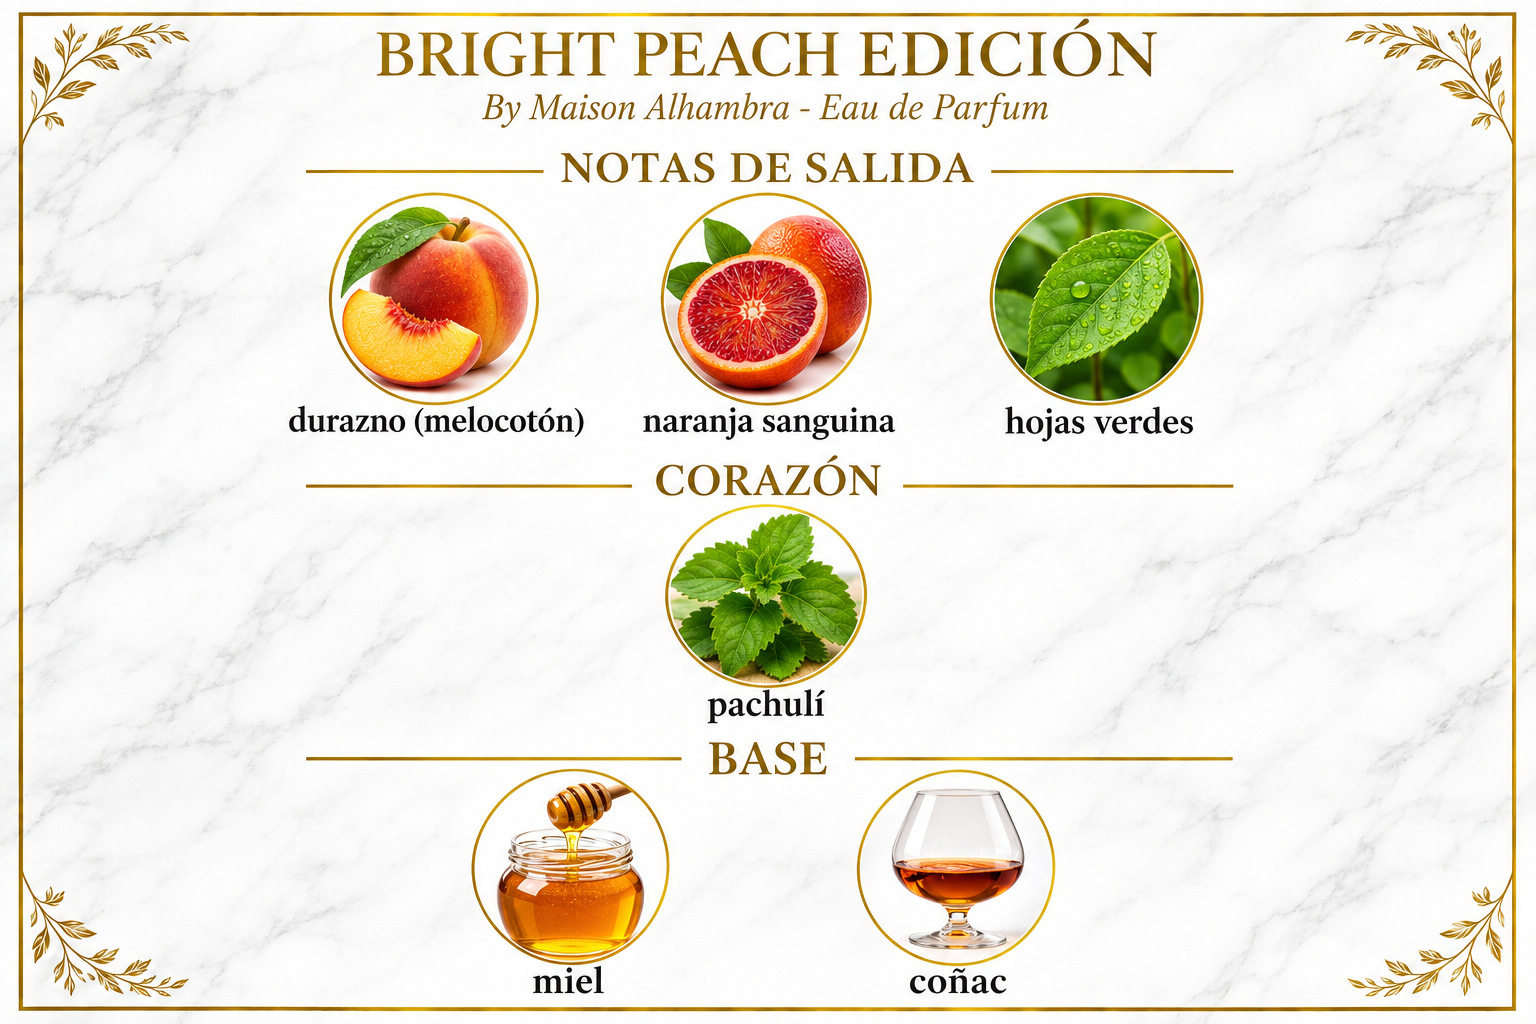 BRIGHT PEACH EDICIÓN
By Maison Alhambra - Eau de Parfum
NOTAS DE SALIDA
durazno (melocotón) naranja sanguina hojas verdes
CORAZÓN
pachulí
BASE
miel coñac